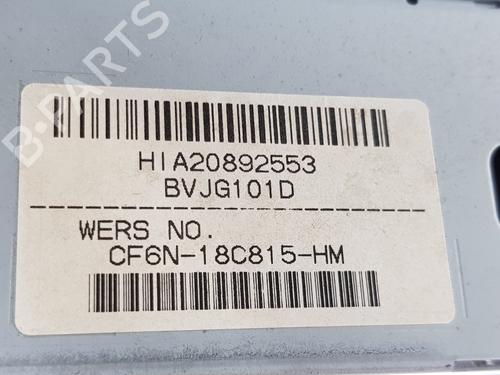 B-PARTS
HIA20892553
BVJG101D
WERS NO.
CF6N-18C815-HM